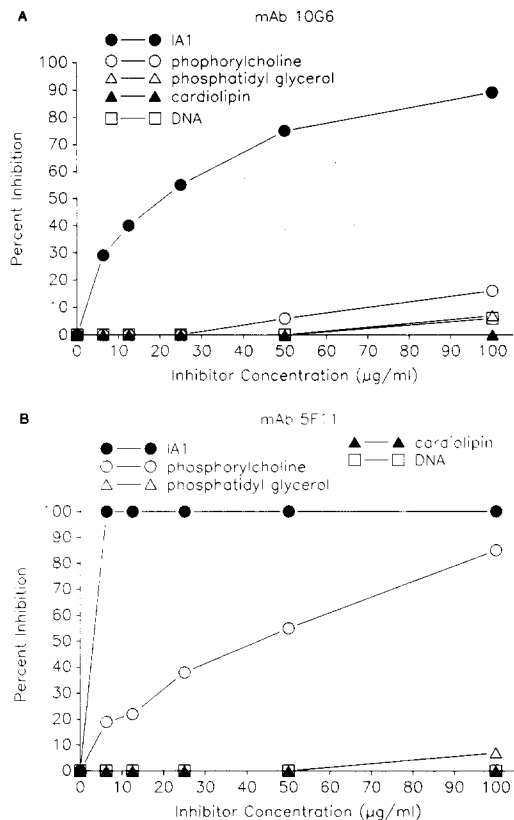 A
mAb 10G6
IA1
phophorylcholine
phosphatidyl glycerol
cardiolipin
DNA
Percent Inhibition
100
90
80
70
60
50
40
30
20
10
0
0 10 20 30 40 50 60 70 80 90 100
Inhibitor Concentration (µg/ml)
B
mAb 5F11
IA1
phosphorylcholine
phosphatidyl glycerol
cardiolipin
DNA
Percent Inhibition
100
90
80
70
60
50
40
30
20
10
0
0 10 20 30 40 50 60 70 80 90 100
Inhibitor Concentration (µg/ml)